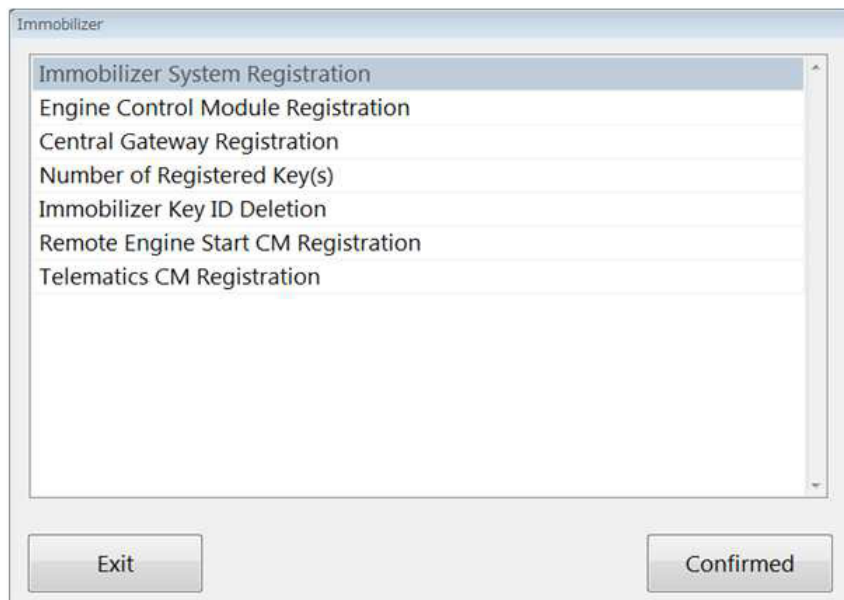 Immobilizer
Immobilizer System Registration
Engine Control Module Registration
Central Gateway Registration
Number of Registered Key(s)
Immobilizer Key ID Deletion
Remote Engine Start CM Registration
Telematics CM Registration
Exit
Confirmed